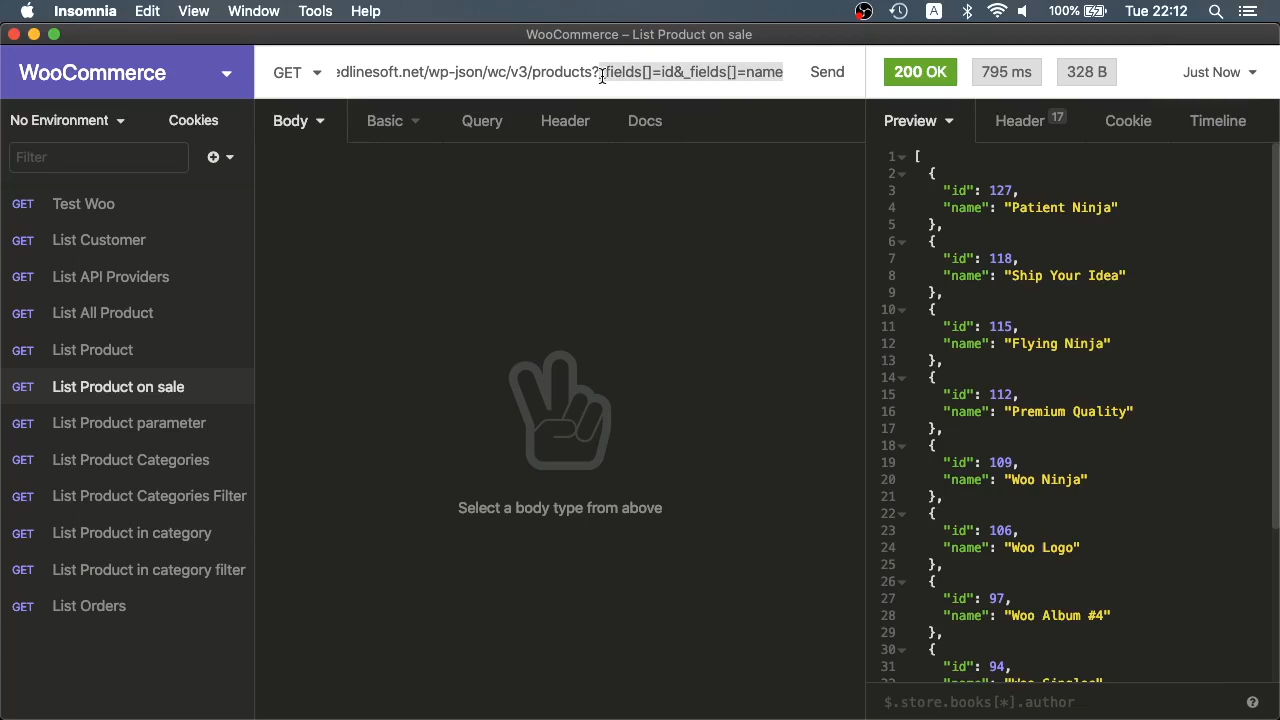 Insomnia Edit View Window Tools Help A 100% Tue 22:12
WooCommerce – List Product on sale
WooCommerce
GET edlinesoft.net/wp-json/wc/v3/products?_fields[]=id&_fields[]=name Send
200 OK 795 ms 328 B Just Now
No Environment Cookies
Body Basic Query Header Docs
Preview Header 17 Cookie Timeline
Filter
GET Test Woo
GET List Customer
GET List API Providers
GET List All Product
GET List Product
GET List Product on sale
GET List Product parameter
GET List Product Categories
GET List Product Categories Filter
GET List Product in category
GET List Product in category filter
GET List Orders
Select a body type from above
1 [
2 {
3 "id": 127,
4 "name": "Patient Ninja"
5 },
6 {
7 "id": 118,
8 "name": "Ship Your Idea"
9 },
10 {
11 "id": 115,
12 "name": "Flying Ninja"
13 },
14 {
15 "id": 112,
16 "name": "Premium Quality"
17 },
18 {
19 "id": 109,
20 "name": "Woo Ninja"
21 },
22 {
23 "id": 106,
24 "name": "Woo Logo"
25 },
26 {
27 "id": 97,
28 "name": "Woo Album #4"
29 },
30 {
31 "id": 94,
32 "name": "Woo Single
$.store.books[*].author